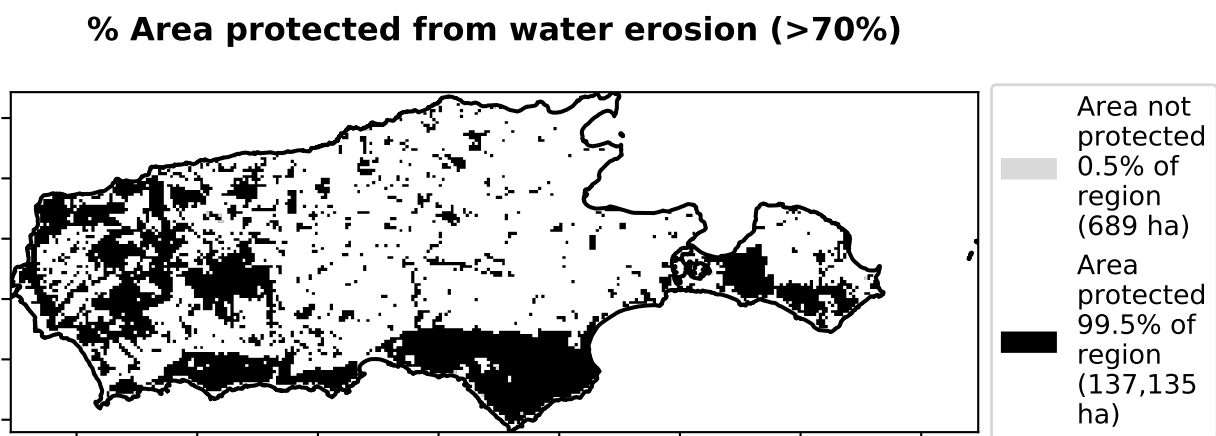 % Area protected from water erosion (>70%)
Area not
protected
0.5% of
region
(689 ha)
Area
protected
99.5% of
region
(137,135
ha)